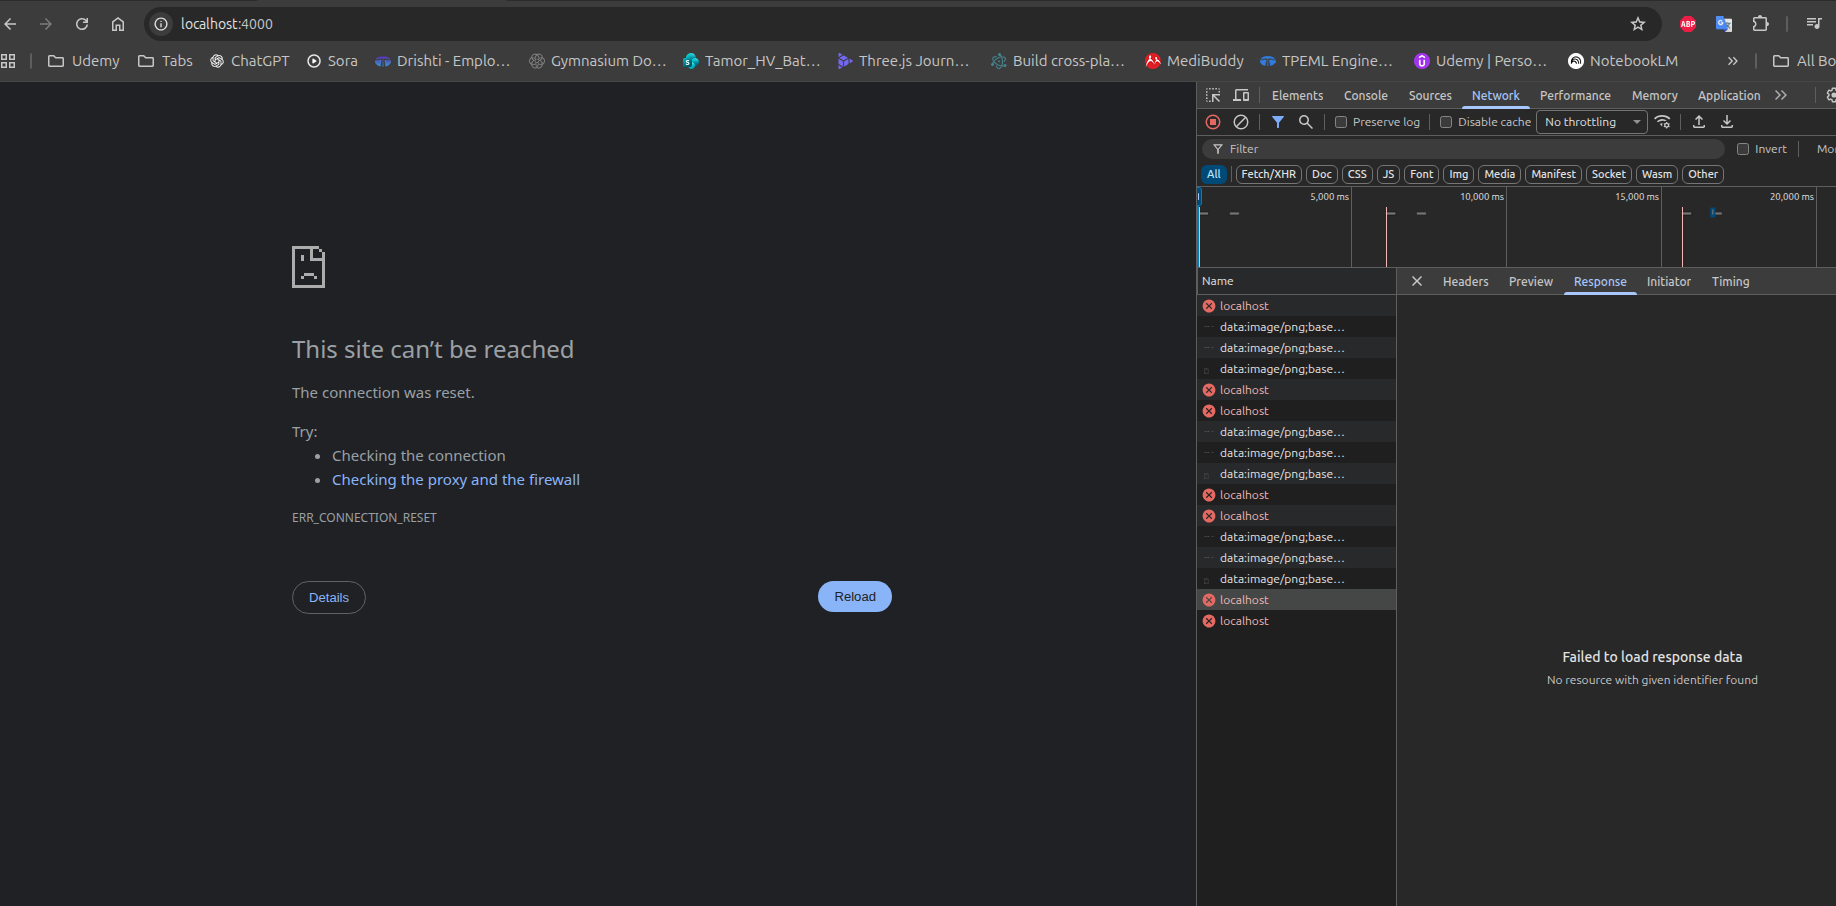 localhost:4000
Udemy
Tabs
ChatGPT
Sora
Drishti - Emplo...
Gymnasium Do...
Tamor_HV_Bat...
Three.js Journ...
Build cross-pla...
MediBuddy
TPEML Engine...
Udemy | Perso...
NotebookLM
»
All Bo
ABP
This site can’t be reached
The connection was reset.
Try:
• Checking the connection
• Checking the proxy and the firewall
ERR_CONNECTION_RESET
Details
Reload
Elements Console Sources Network Performance Memory Application
Preserve log Disable cache No throttling
Filter Invert Mor
All Fetch/XHR Doc CSS JS Font Img Media Manifest Socket Wasm Other
5,000 ms 10,000 ms 15,000 ms 20,000 ms
Name
localhost
data:image/png;base...
data:image/png;base...
data:image/png;base...
localhost
localhost
data:image/png;base...
data:image/png;base...
data:image/png;base...
localhost
localhost
data:image/png;base...
data:image/png;base...
data:image/png;base...
localhost
localhost
Headers Preview Response Initiator Timing
Failed to load response data
No resource with given identifier found